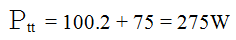 Pₜₜ = 100.2 + 75 = 275W